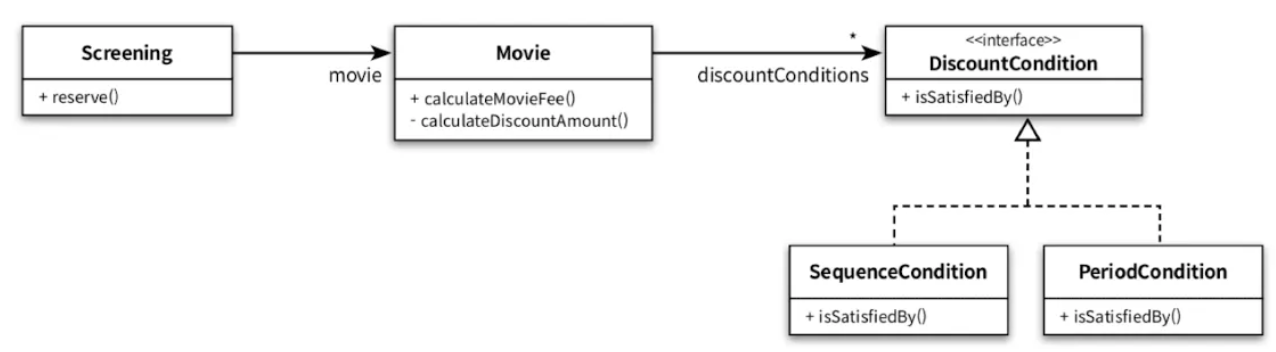 Screening
+ reserve()
movie
Movie
+ calculateMovieFee()
- calculateDiscountAmount()
*
discountConditions
<<interface>>
DiscountCondition
+ isSatisfiedBy()
SequenceCondition
+ isSatisfiedBy()
PeriodCondition
+ isSatisfiedBy()